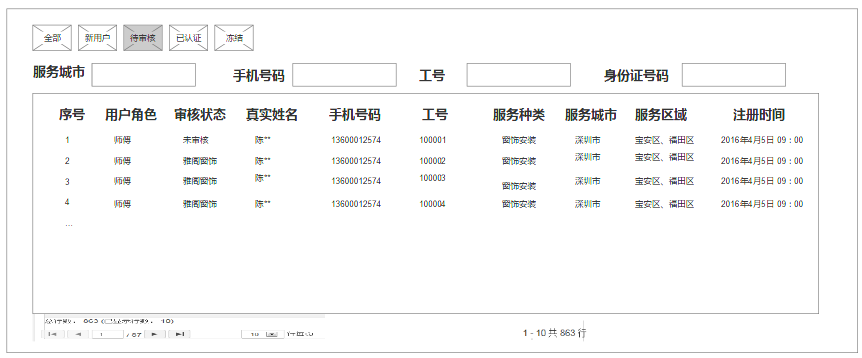 全部 新用户 待审核 已认证 冻结
服务城市 手机号码 工号 身份证号码
序号 用户角色 审核状态 真实姓名 手机号码 工号 服务种类 服务城市 服务区域 注册时间
1 师傅 未审核 陈** 13600012574 100001 窗饰安装 深圳市 宝安区、福田区 2016年4月5日 09：00
2 师傅 雅阁窗饰 陈** 13600012574 100002 窗饰安装 深圳市 宝安区、福田区 2016年4月5日 09：00
3 师傅 雅阁窗饰 陈** 13600012574 100003 窗饰安装 深圳市 宝安区、福田区 2016年4月5日 09：00
4 师傅 雅阁窗饰 陈** 13600012574 100004 窗饰安装 深圳市 宝安区、福田区 2016年4月5日 09：00
...
863
1 / 87 10 1 - 10 共 863 行